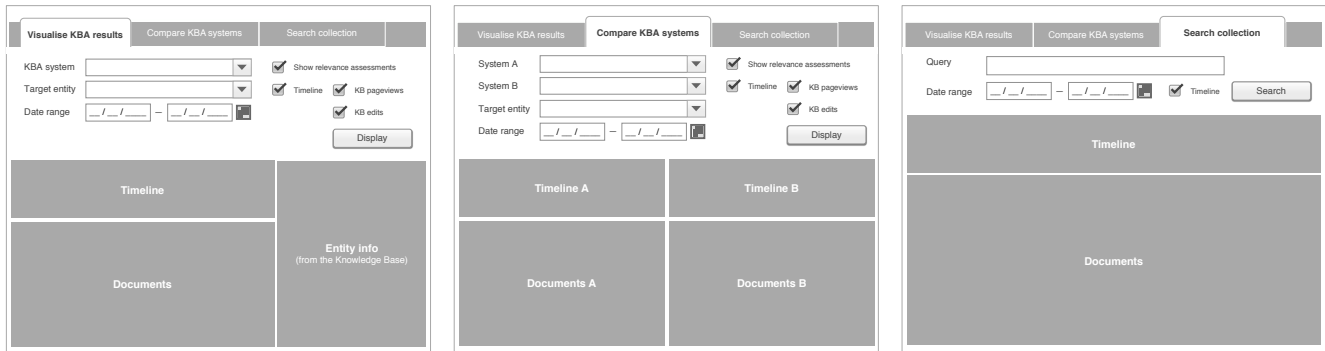 Visualise KBA results Compare KBA systems Search collection
KBA system Show relevance assessments
Target entity Timeline KB pageviews
Date range __ / __ / ____ – __ / __ / ____ KB edits
Display
Timeline
Entity info
(from the Knowledge Base)
Documents
Visualise KBA results Compare KBA systems Search collection
System A Show relevance assessments
System B Timeline KB pageviews
Target entity KB edits
Date range __ / __ / ____ – __ / __ / ____ Display
Timeline A Timeline B
Documents A Documents B
Visualise KBA results Compare KBA systems Search collection
Query
Date range __ / __ / ____ – __ / __ / ____ Timeline Search
Timeline
Documents